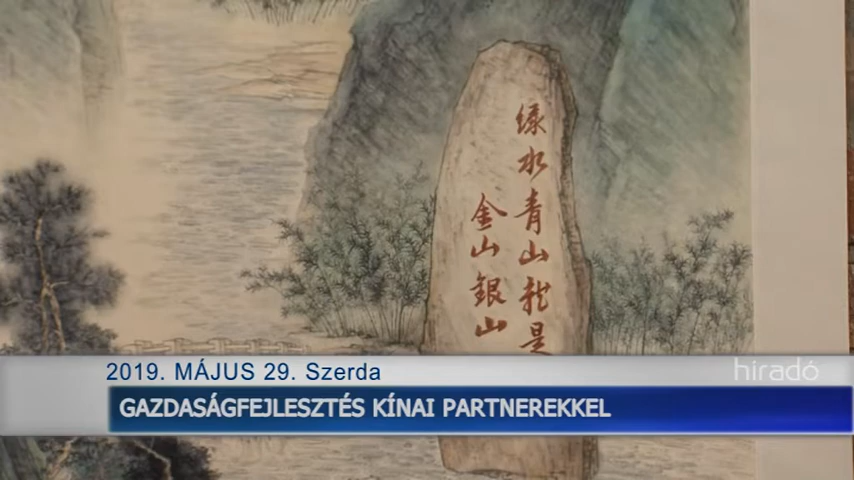 綠水青山就是
金山銀山
2019. MÁJUS 29. Szerda
híradó
GAZDASÁGFEJLESZTÉS KÍNAI PARTNEREKKEL